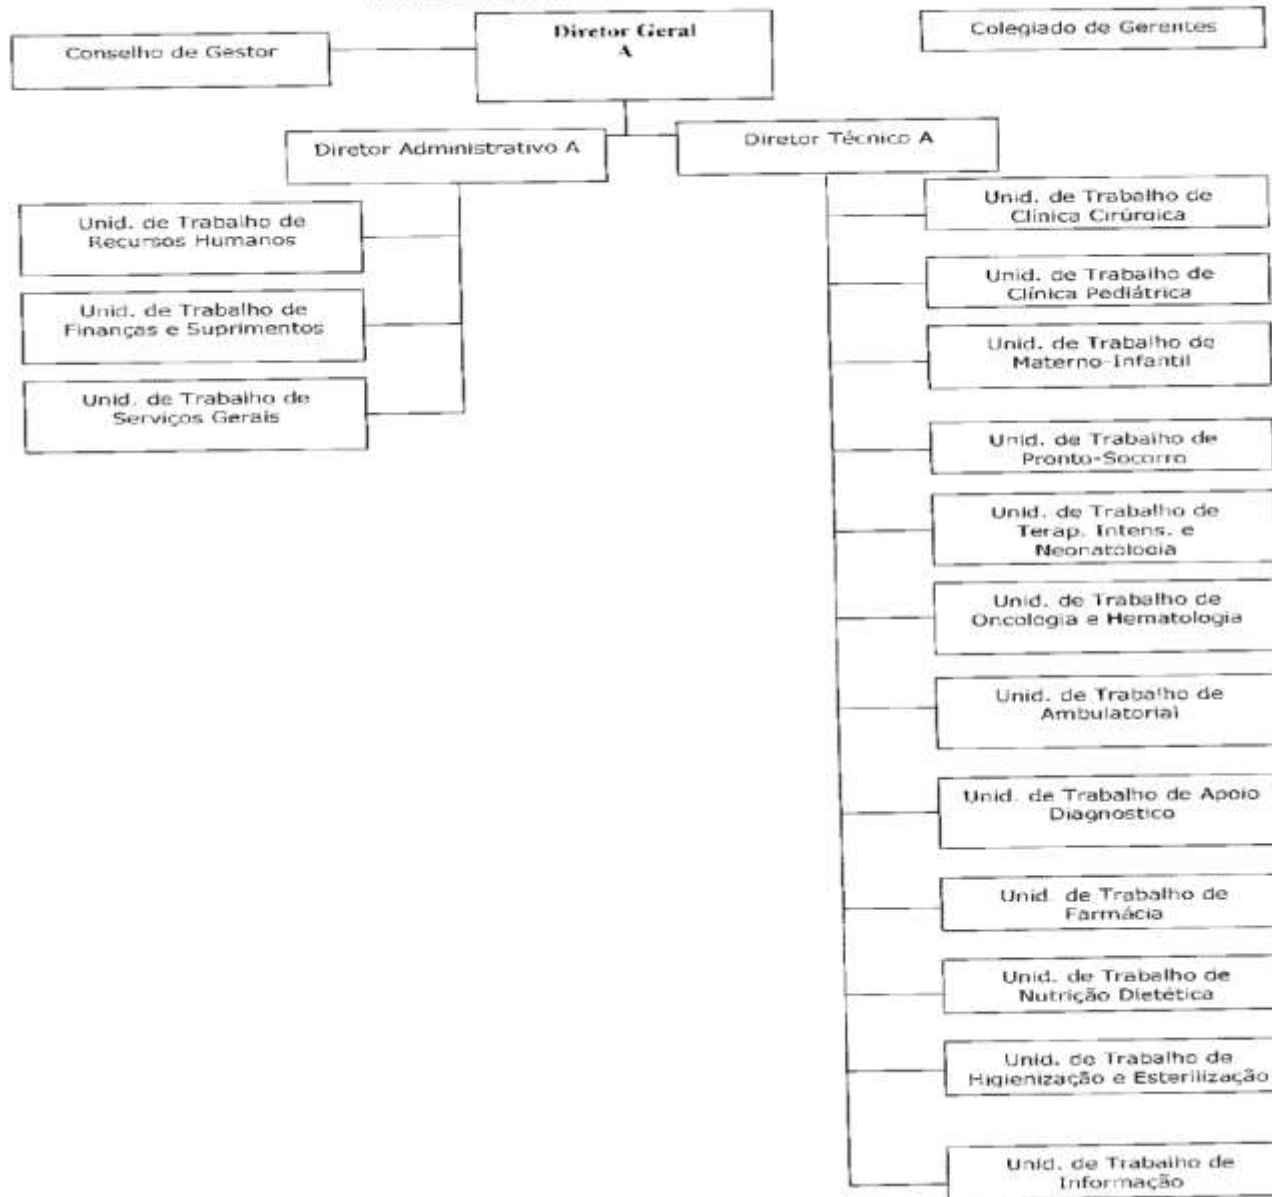 Diretor Geral
A
Conselho de Gestor
Colegiado de Gerentes
Diretor Administrativo A
Diretor Técnico A
Unid. de Trabalho de
Recursos Humanos
Unid. de Trabalho de
Finanças e Suprimentos
Unid. de Trabalho de
Serviços Gerais
Unid. de Trabalho de
Clínica Cirúrgica
Unid. de Trabalho de
Clínica Pediátrica
Unid. de Trabalho de
Materno-Infantil
Unid. de Trabalho de
Pronto-Socorro
Unid. de Trabalho de
Terap. Intens. e
Neonatologia
Unid. de Trabalho de
Oncologia e Hematologia
Unid. de Trabalho de
Ambulatorial
Unid. de Trabalho de Apoio
Diagnostico
Unid. de Trabalho de
Farmácia
Unid. de Trabalho de
Nutrição Dietética
Unid. de Trabalho de
Higienização e Esterilização
Unid. de Trabalho de
Informação